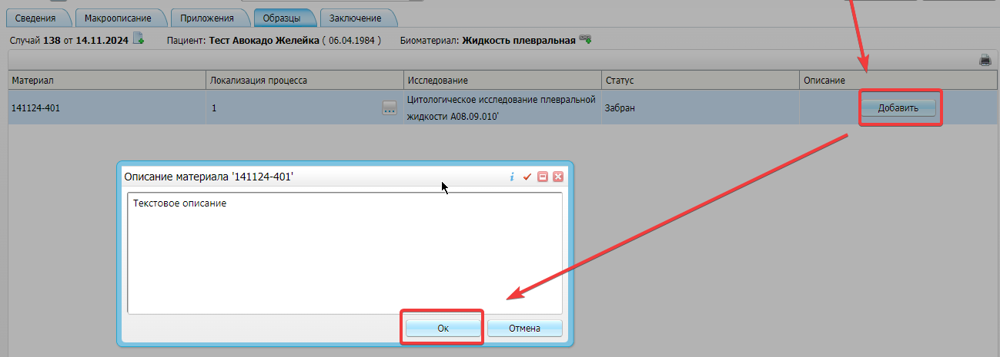 Сведения Макроописание Приложения Образцы Заключение
Случай 138 от 14.11.2024 Пациент: Тест Авокадо Желейка ( 06.04.1984 ) Биоматериал: Жидкость плевральная
Материал Локализация процесса Исследование Статус Описание
141124-401 1 ... Цитологическое исследование плевральной Забран Добавить
жидкости A08.09.010'
Описание материала '141124-401'
Текстовое описание
Ок Отмена